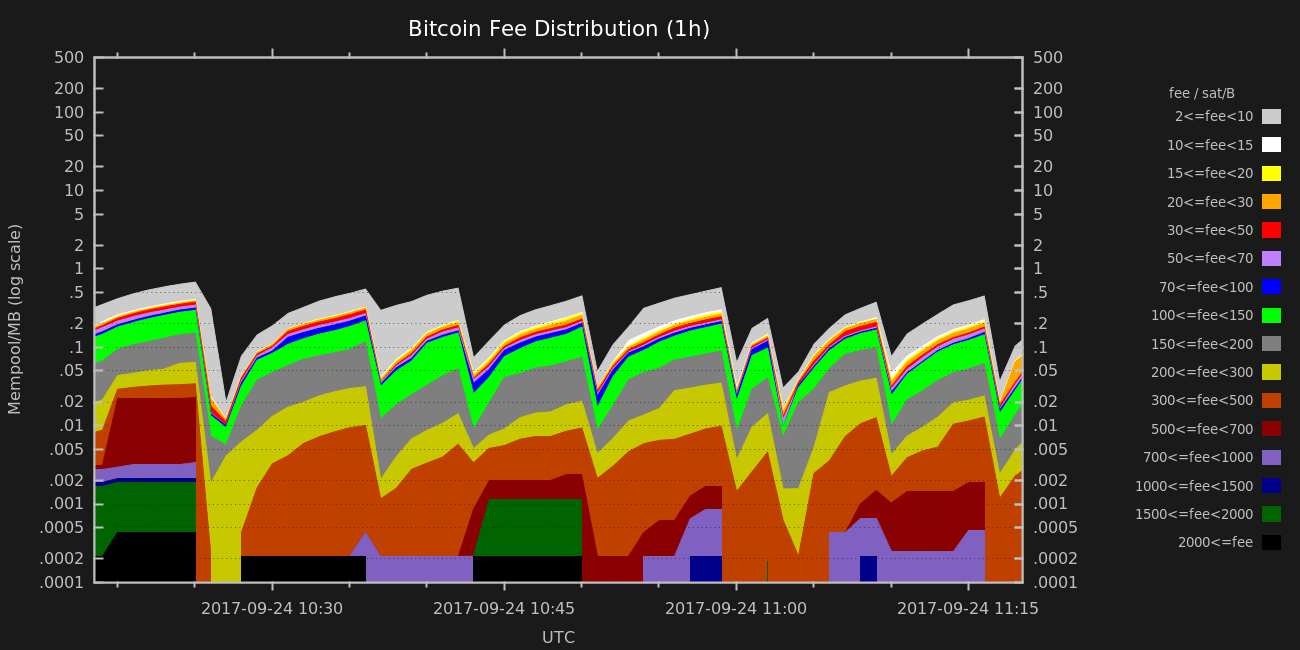 Bitcoin Fee Distribution (1h)
Mempool/MB (log scale)
500
200
100
50
20
10
5
2
1
.5
.2
.1
.05
.02
.01
.005
.002
.001
.0005
.0002
.0001
500
200
100
50
20
10
5
2
1
.5
.2
.1
.05
.02
.01
.005
.002
.001
.0005
.0002
.0001
2017-09-24 10:30
2017-09-24 10:45
2017-09-24 11:00
2017-09-24 11:15
UTC
fee / sat/B
2<=fee<10
10<=fee<15
15<=fee<20
20<=fee<30
30<=fee<50
50<=fee<70
70<=fee<100
100<=fee<150
150<=fee<200
200<=fee<300
300<=fee<500
500<=fee<700
700<=fee<1000
1000<=fee<1500
1500<=fee<2000
2000<=fee